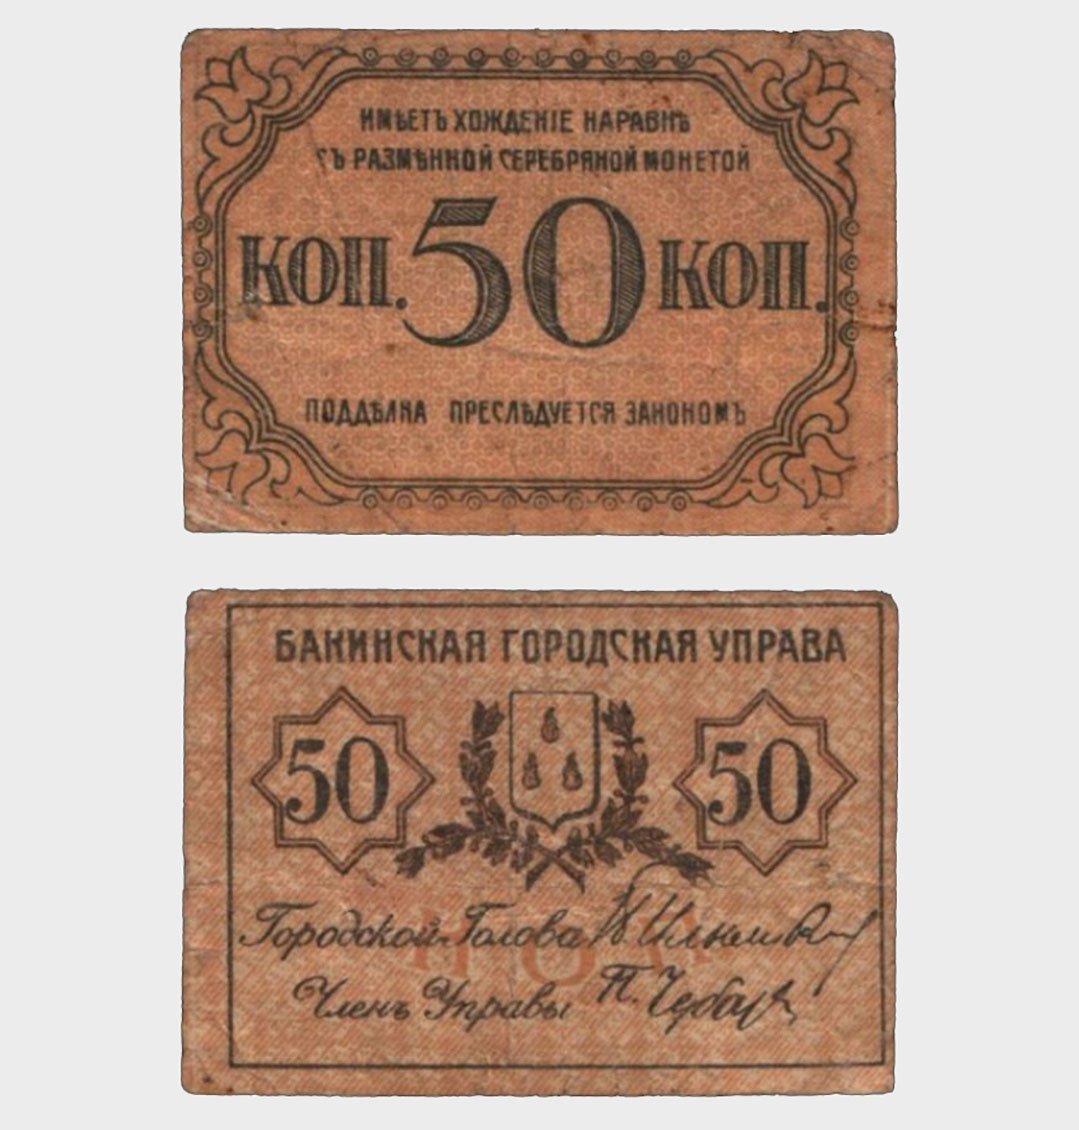 ИМѢЕТЪ ХОЖДЕНІЕ НАРАВНѢ
СЪ РАЗМѢННОЙ СЕРЕБРЯНОЙ МОНЕТОЙ
КОП. 50 КОП.
ПОДДѢЛКА ПРЕСЛѢДУЕТСЯ ЗАКОНОМЪ
БАКИНСКАЯ ГОРОДСКАЯ УПРАВА
50 50
Городской Голова
Членъ Управы